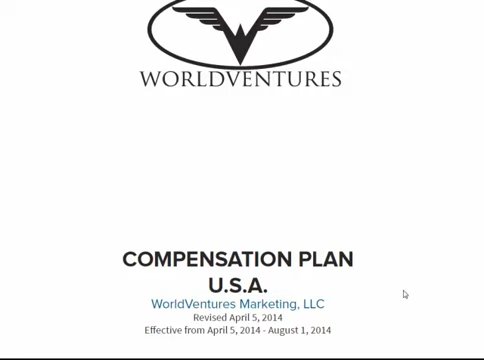 WORLDVENTURES
COMPENSATION PLAN
U.S.A.
WorldVentures Marketing, LLC
Revised April 5, 2014
Effective from April 5, 2014 - August 1, 2014